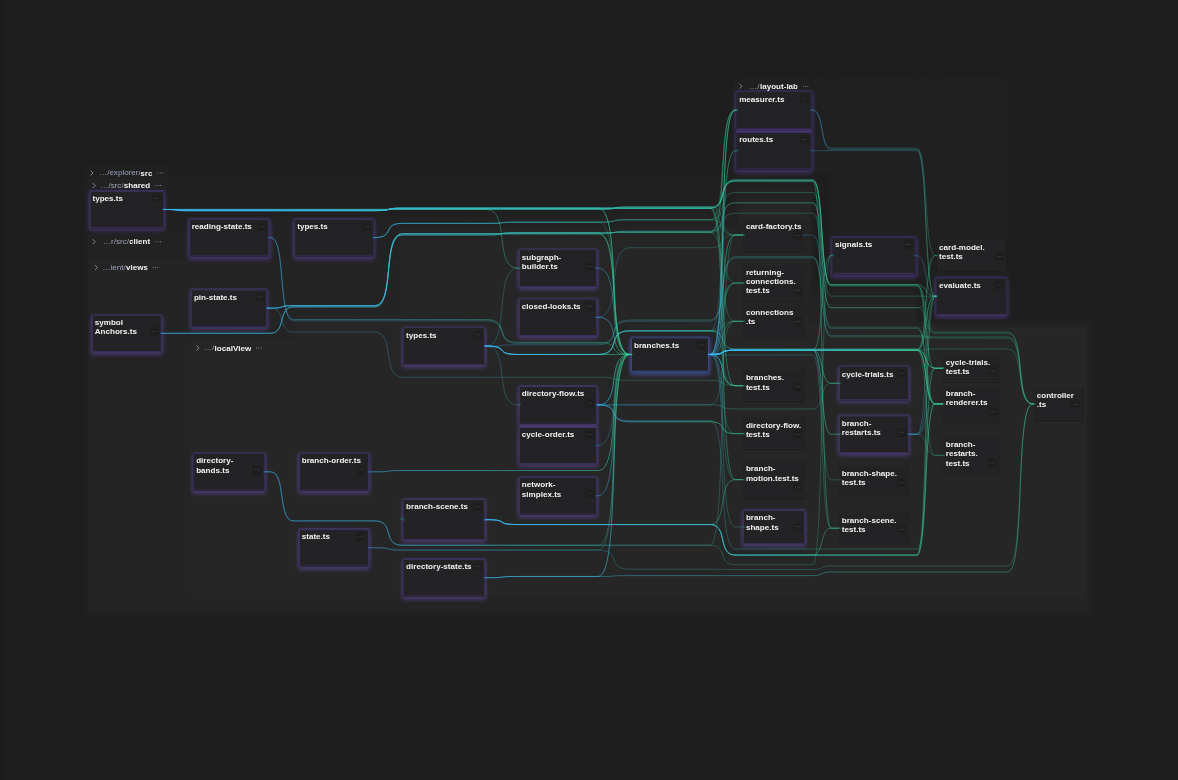 …/layout-lab ···
measurer.ts
routes.ts
…/explorer/src ···
…/src/shared ···
types.ts
…r/src/client ···
…ient/views ···
reading-state.ts
types.ts
pin-state.ts
symbol
Anchors.ts
…/localView ···
types.ts
subgraph-
builder.ts
closed-looks.ts
branches.ts
directory-flow.ts
cycle-order.ts
network-
simplex.ts
directory-
bands.ts
branch-order.ts
state.ts
branch-scene.ts
directory-state.ts
card-factory.ts
returning-
connections.
test.ts
connections
.ts
branches.
test.ts
directory-flow.
test.ts
branch-
motion.test.ts
branch-
shape.ts
signals.ts
cycle-trials.ts
branch-
restarts.ts
branch-shape.
test.ts
branch-scene.
test.ts
card-model.
test.ts
evaluate.ts
cycle-trials.
test.ts
branch-
renderer.ts
branch-
restarts.
test.ts
controller
.ts